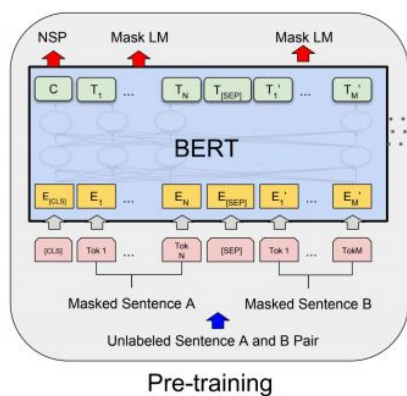 NSP Mask LM Mask LM
C T1 ... TN T[SEP] T1' ... TM'
BERT
E[CLS] E1 ... EN E[SEP] E1' ... EM'
[CLS] Tok 1 ... Tok N [SEP] Tok 1 ... TokM
Masked Sentence A Masked Sentence B
Unlabeled Sentence A and B Pair
Pre-training